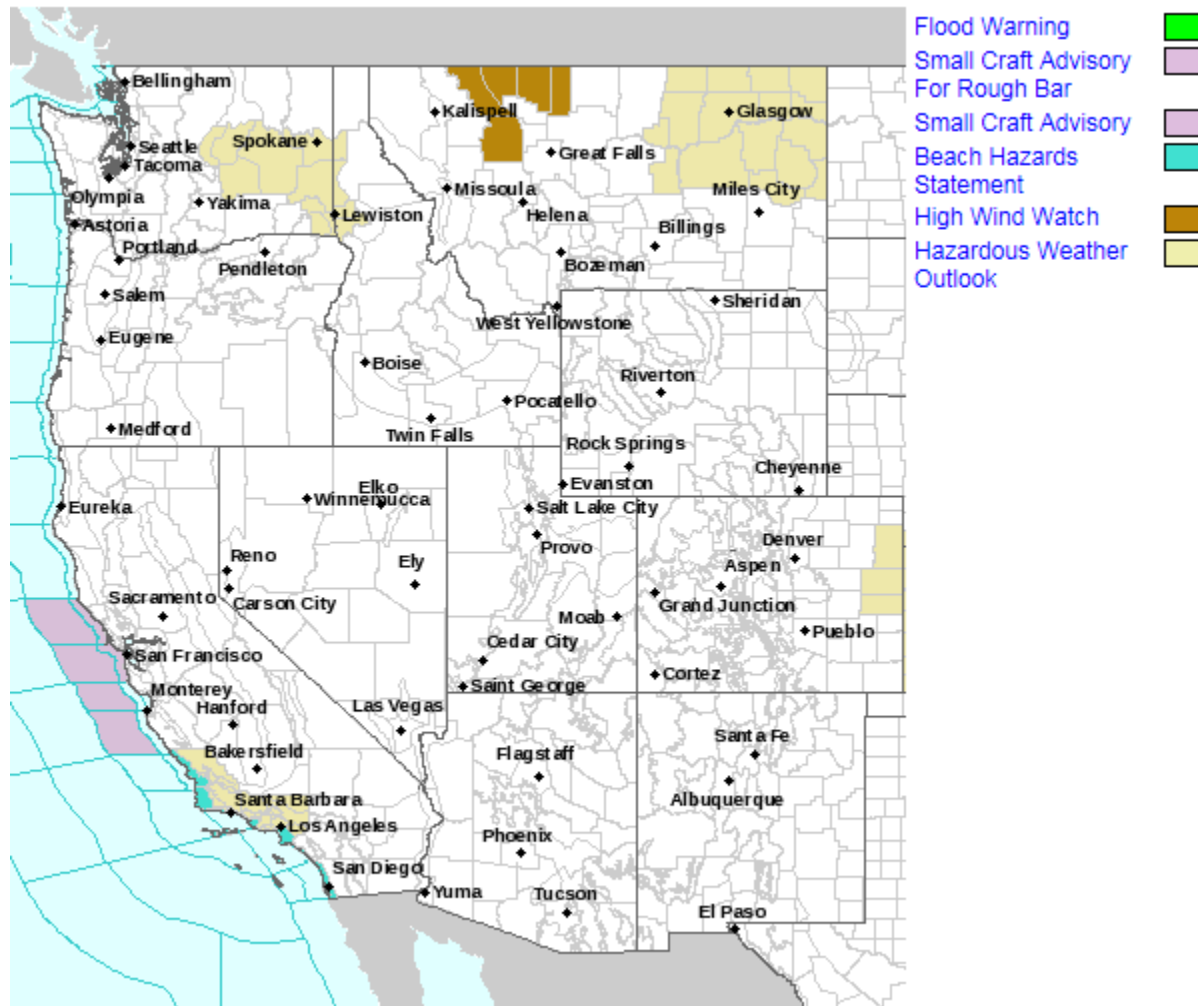 Flood Warning
Small Craft Advisory
For Rough Bar
Small Craft Advisory
Beach Hazards
Statement
High Wind Watch
Hazardous Weather
Outlook
Bellingham
Kalispell
Glasgow
Seattle
Spokane
Great Falls
Tacoma
Olympia
Yakima
Lewiston
Missoula
Helena
Miles City
Astoria
Portland
Pendleton
Bozeman
Billings
Salem
West Yellowstone
Sheridan
Eugene
Boise
Riverton
Pocatello
Medford
Twin Falls
Rock Springs
Cheyenne
Evanston
Elko
Winnemucca
Eureka
Salt Lake City
Provo
Denver
Reno
Ely
Aspen
Sacramento
Carson City
Grand Junction
Moab
Pueblo
San Francisco
Cedar City
Cortez
Saint George
Monterey
Hanford
Las Vegas
Santa Fe
Bakersfield
Flagstaff
Albuquerque
Santa Barbara
Los Angeles
Phoenix
San Diego
Yuma
Tucson
El Paso